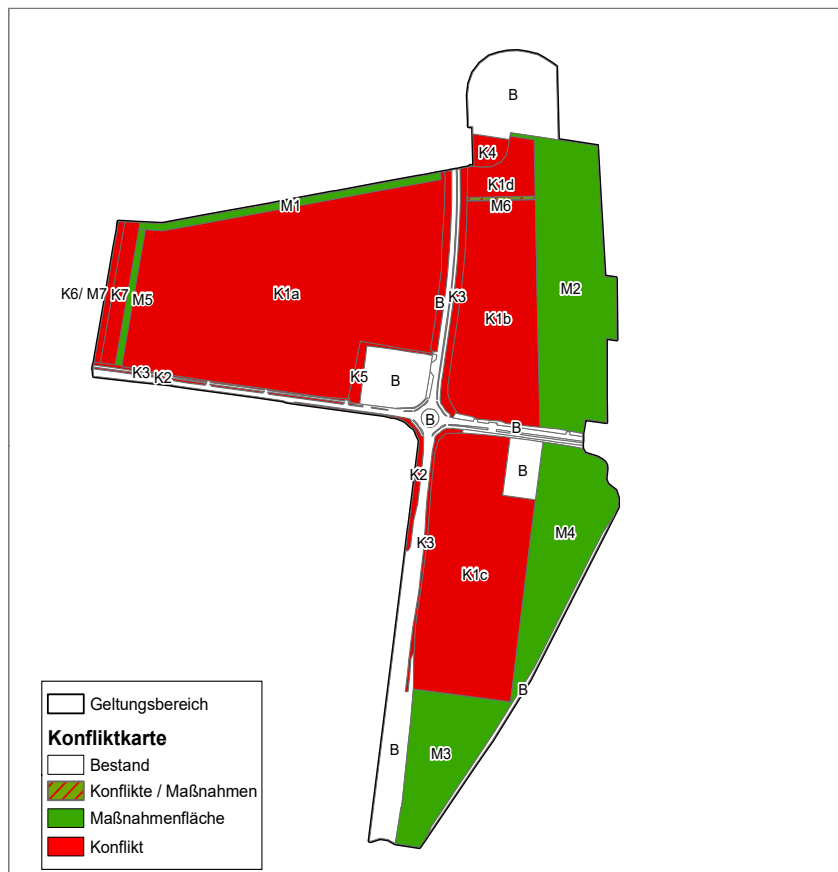 B
K4
K1d
M1
M6
K6/ M7
K7
M5
K1a
B
K3
M2
K1b
K3
K2
K5
B
B
B
K2
B
M4
K3
K1c
B
B
M3
Geltungsbereich
Konfliktkarte
Bestand
Konflikte / Maßnahmen
Maßnahmenfläche
Konflikt